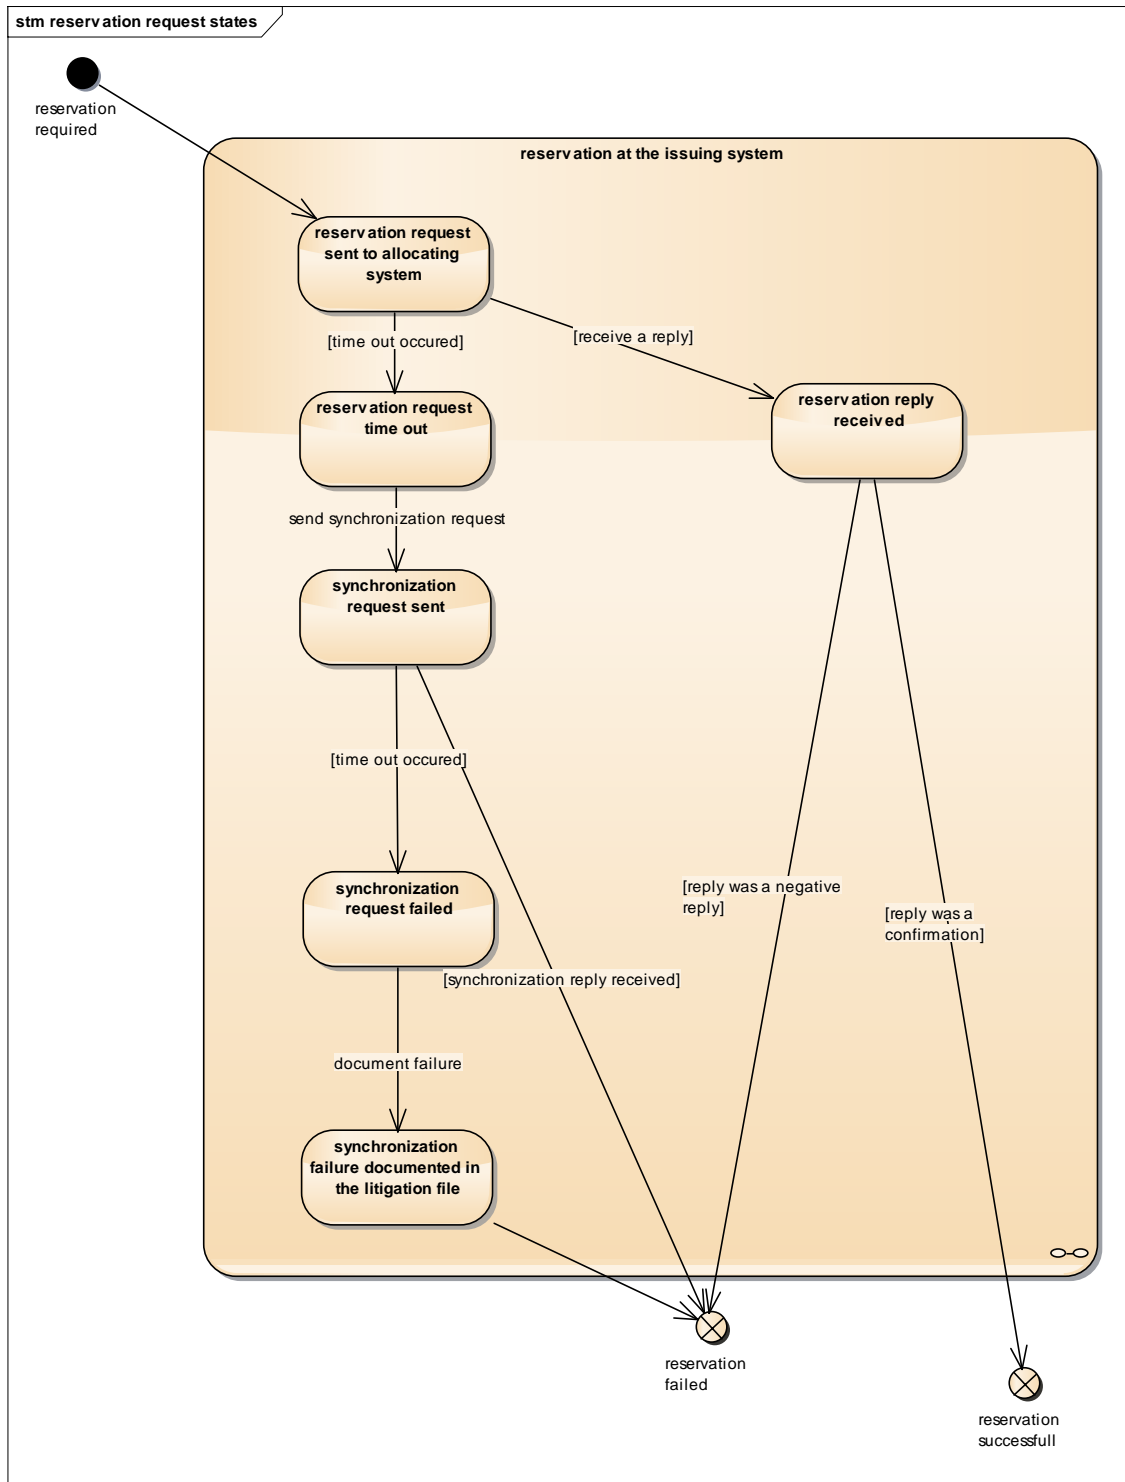 stm reservation request states
reservation
required
reservation at the issuing system
reservation request
sent to allocating
system
[time out occured]
[receive a reply]
reservation request
time out
reservation reply
received
send synchronization request
synchronization
request sent
[time out occured]
synchronization
request failed
[reply was a negative
reply]
[reply was a
confirmation]
[synchronization reply received]
document failure
synchronization
failure documented in
the litigation file
reservation
failed
reservation
successfull